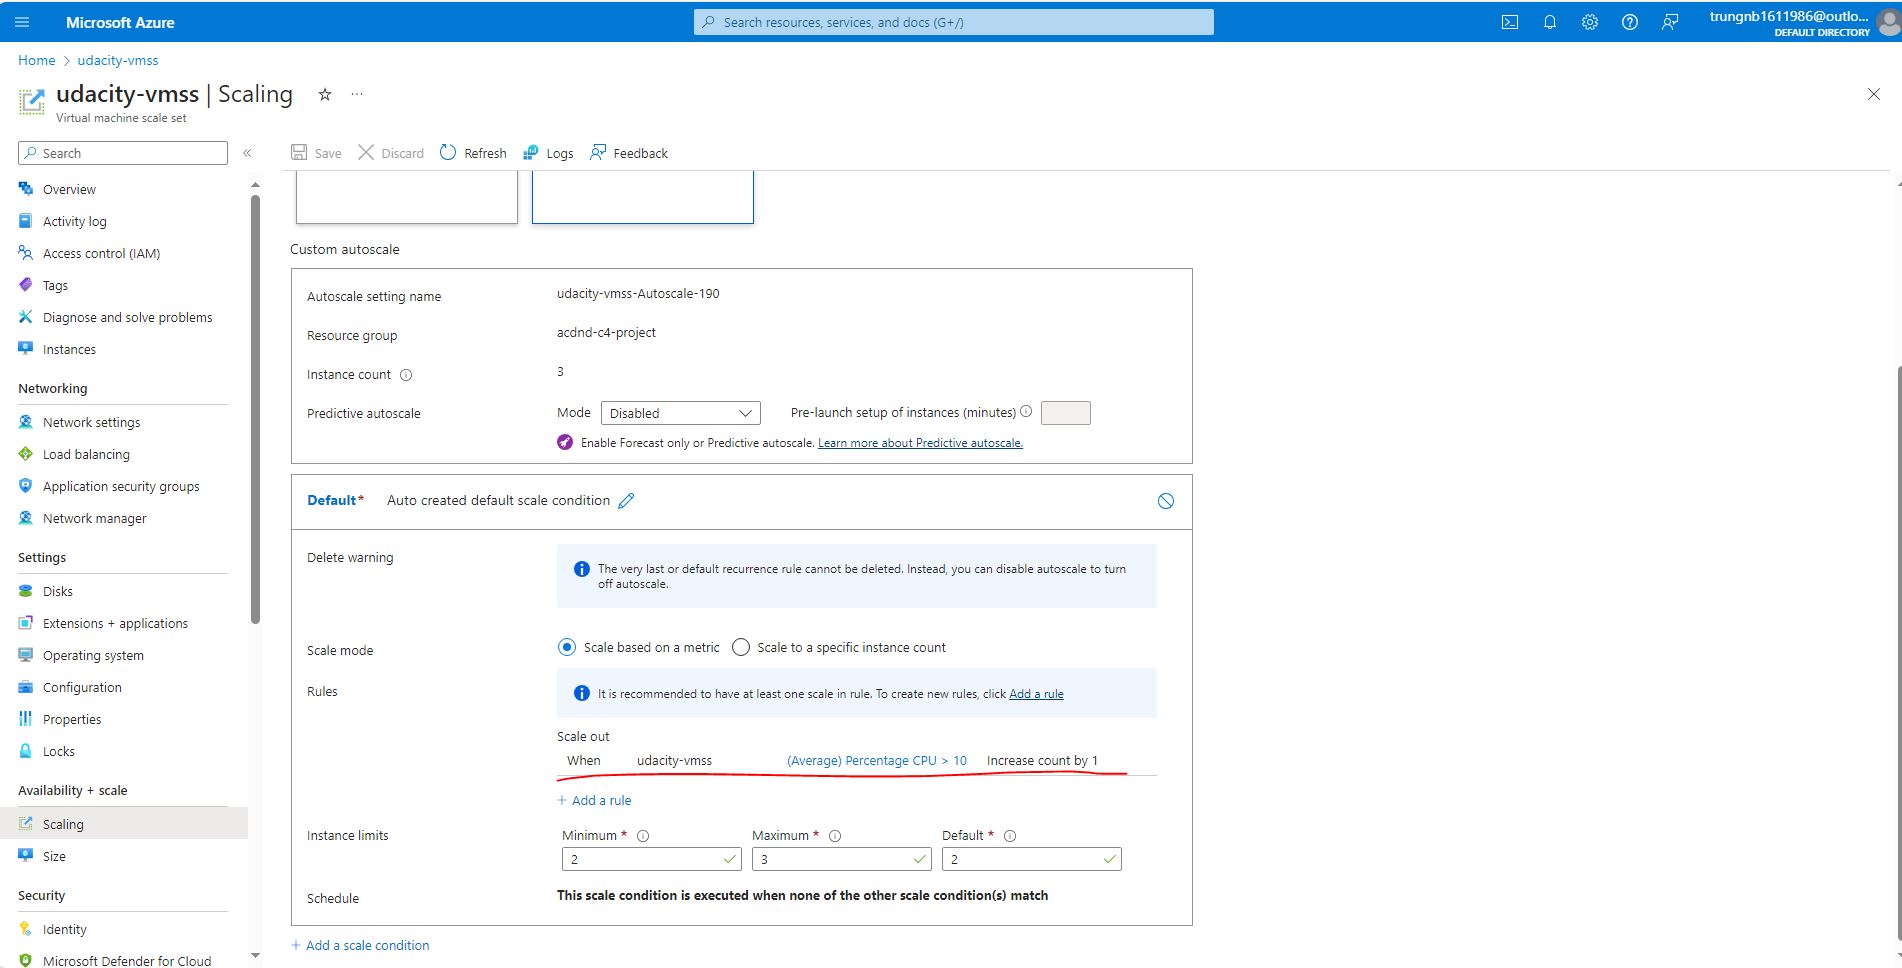 Microsoft Azure
Search resources, services, and docs (G+/)
trungnb1611986@outlo...
DEFAULT DIRECTORY
Home > udacity-vmss
udacity-vmss | Scaling
Virtual machine scale set
Search
Save Discard Refresh Logs Feedback
Overview
Activity log
Access control (IAM)
Tags
Diagnose and solve problems
Instances
Networking
Network settings
Load balancing
Application security groups
Network manager
Settings
Disks
Extensions + applications
Operating system
Configuration
Properties
Locks
Availability + scale
Scaling
Size
Security
Identity
Microsoft Defender for Cloud
Custom autoscale
Autoscale setting name udacity-vmss-Autoscale-190
Resource group acdnd-c4-project
Instance count 3
Predictive autoscale Mode Disabled Pre-launch setup of instances (minutes)
Enable Forecast only or Predictive autoscale. Learn more about Predictive autoscale.
Default* Auto created default scale condition
Delete warning
The very last or default recurrence rule cannot be deleted. Instead, you can disable autoscale to turn
off autoscale.
Scale mode Scale based on a metric Scale to a specific instance count
Rules It is recommended to have at least one scale in rule. To create new rules, click Add a rule
Scale out
When udacity-vmss (Average) Percentage CPU > 10 Increase count by 1
+ Add a rule
Instance limits Minimum * Maximum * Default *
2 3 2
Schedule This scale condition is executed when none of the other scale condition(s) match
+ Add a scale condition